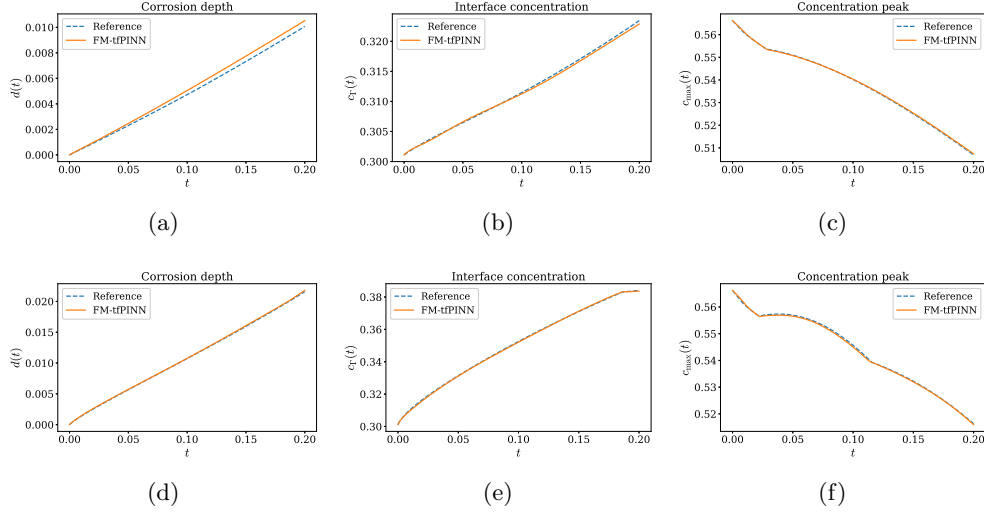 Corrosion depth
Reference
FM-tfPINN
d(t)
0.010
0.008
0.006
0.004
0.002
0.000
0.00 0.05 0.10 0.15 0.20
t
(a)
Interface concentration
Reference
FM-tfPINN
c_Γ(t)
0.320
0.315
0.310
0.305
0.300
0.00 0.05 0.10 0.15 0.20
t
(b)
Concentration peak
Reference
FM-tfPINN
c_max(t)
0.56
0.55
0.54
0.53
0.52
0.51
0.00 0.05 0.10 0.15 0.20
t
(c)
Corrosion depth
Reference
FM-tfPINN
d(t)
0.020
0.015
0.010
0.005
0.000
0.00 0.05 0.10 0.15 0.20
t
(d)
Interface concentration
Reference
FM-tfPINN
c_Γ(t)
0.38
0.36
0.34
0.32
0.30
0.00 0.05 0.10 0.15 0.20
t
(e)
Concentration peak
Reference
FM-tfPINN
c_max(t)
0.56
0.55
0.54
0.53
0.52
0.00 0.05 0.10 0.15 0.20
t
(f)